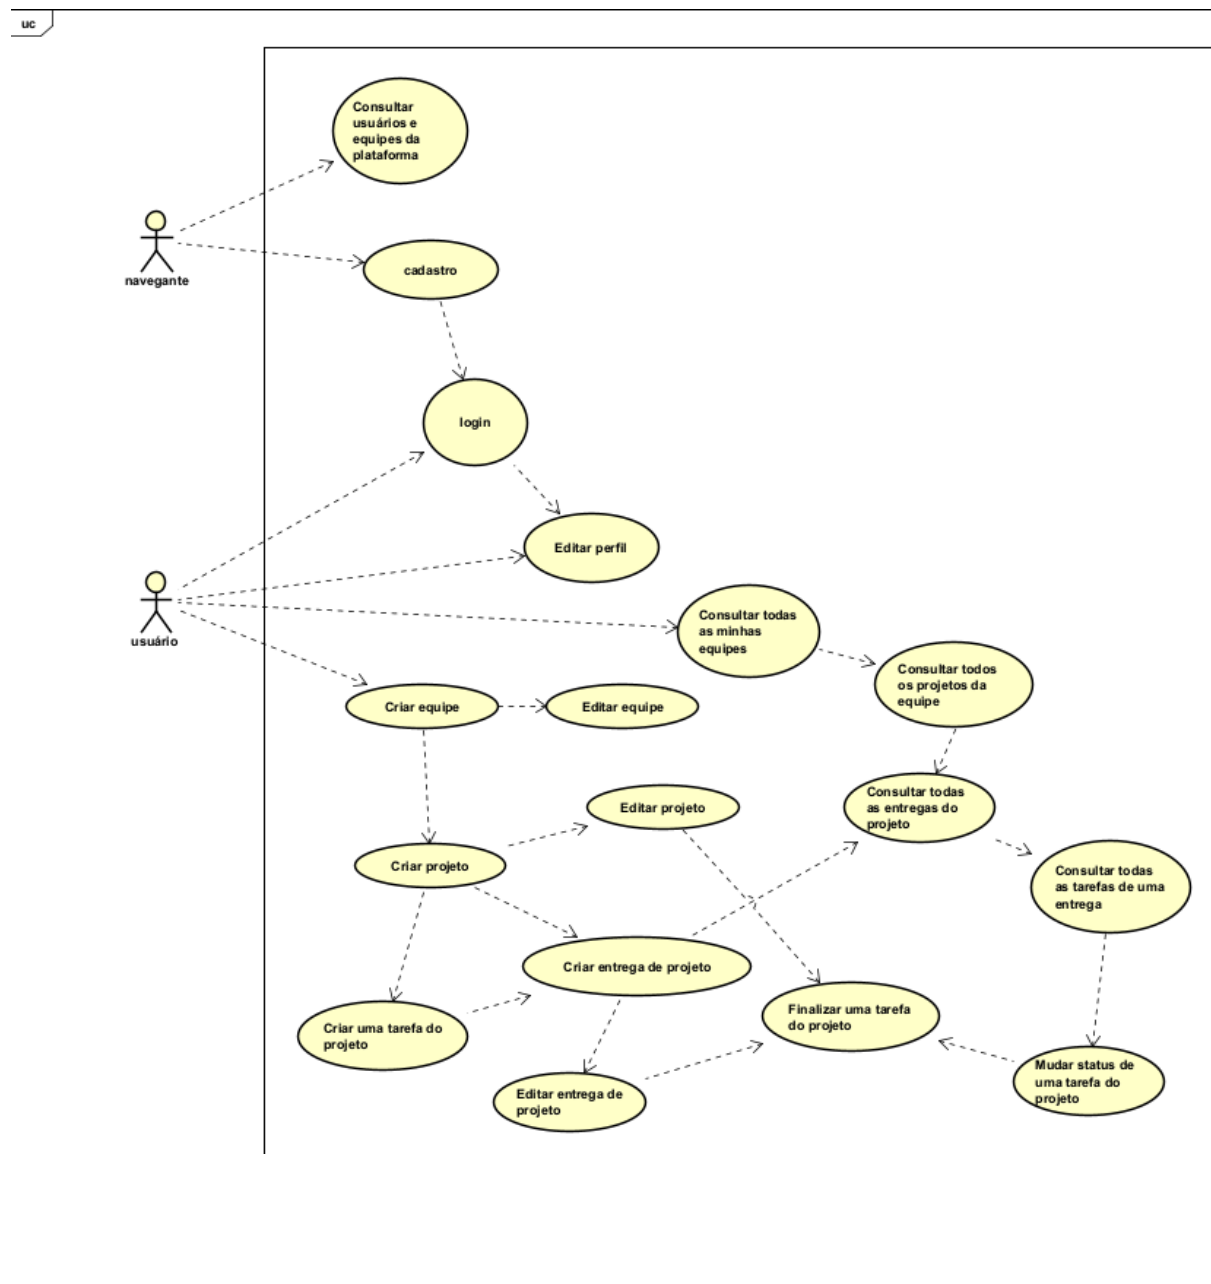 uc
Consultar
usuários e
equipes da
plataforma
navegante
cadastro
login
Editar perfil
usuário
Consultar todas
as minhas
equipes
Consultar todos
os projetos da
equipe
Criar equipe
Editar equipe
Editar projeto
Consultar todas
as entregas do
projeto
Criar projeto
Consultar todas
as tarefas de uma
entrega
Criar entrega de projeto
Finalizar uma tarefa
do projeto
Criar uma tarefa do
projeto
Mudar status de
uma tarefa do
projeto
Editar entrega de
projeto